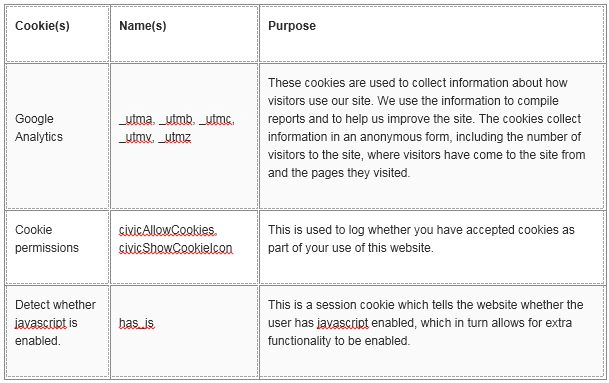 Cookie(s) Name(s) Purpose
Google Analytics
_utma, _utmb, _utmc,
_utmv, _utmz
These cookies are used to collect information about how
visitors use our site. We use the information to compile
reports and to help us improve the site. The cookies collect
information in an anonymous form, including the number of
visitors to the site, where visitors have come to the site from
and the pages they visited.
Cookie
permissions
civicAllowCookies,
civicShowCookieIcon
This is used to log whether you have accepted cookies as
part of your use of this website.
Detect whether
javascript is
enabled.
has_js
This is a session cookie which tells the website whether the
user has javascript enabled, which in turn allows for extra
functionality to be enabled.